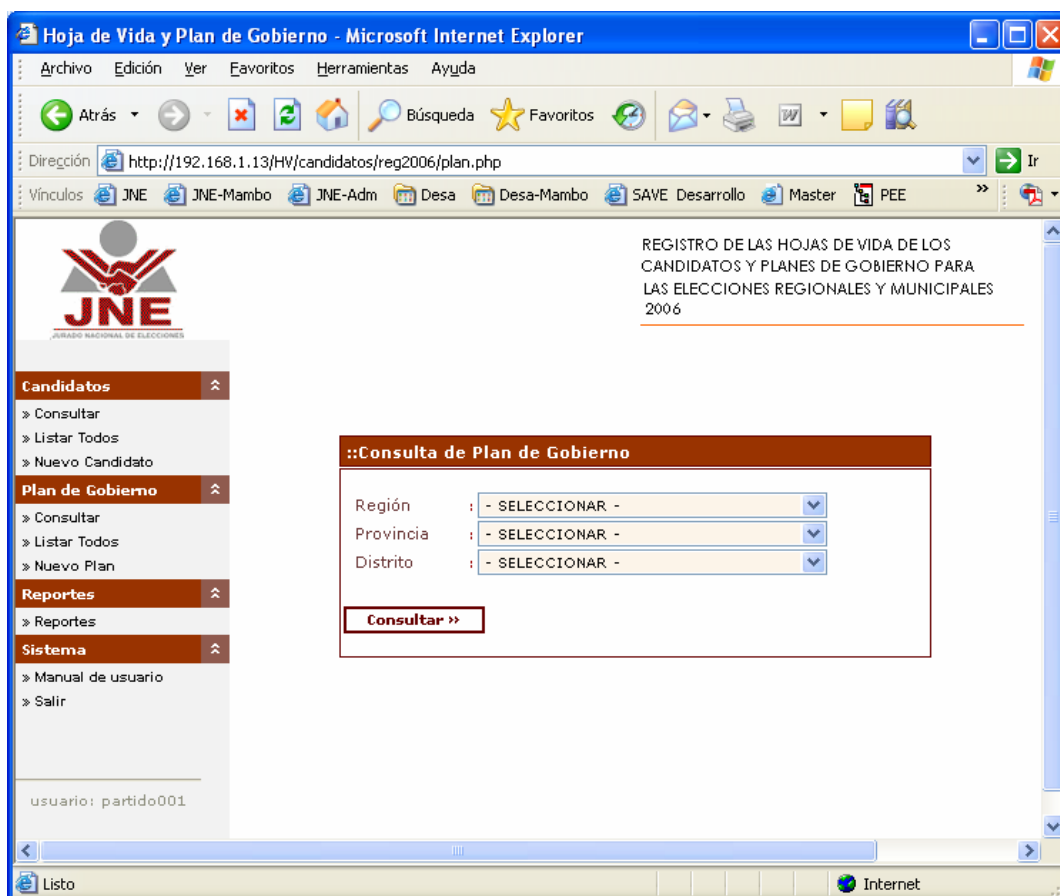 Hoja de Vida y Plan de Gobierno - Microsoft Internet Explorer
Archivo Edición Ver Favoritos Herramientas Ayuda
Atrás Búsqueda Favoritos
Dirección http://192.168.1.13/HV/candidatos/reg2006/plan.php Ir
Vínculos JNE JNE-Mambo JNE-Adm Desa Desa-Mambo SAVE Desarrollo Master PEE »
JNE
JURADO NACIONAL DE ELECCIONES
REGISTRO DE LAS HOJAS DE VIDA DE LOS
CANDIDATOS Y PLANES DE GOBIERNO PARA
LAS ELECCIONES REGIONALES Y MUNICIPALES
2006
Candidatos
» Consultar
» Listar Todos
» Nuevo Candidato
Plan de Gobierno
» Consultar
» Listar Todos
» Nuevo Plan
Reportes
» Reportes
Sistema
» Manual de usuario
» Salir
usuario: partido001
::Consulta de Plan de Gobierno
Región : - SELECCIONAR -
Provincia : - SELECCIONAR -
Distrito : - SELECCIONAR -
Consultar »
Listo Internet